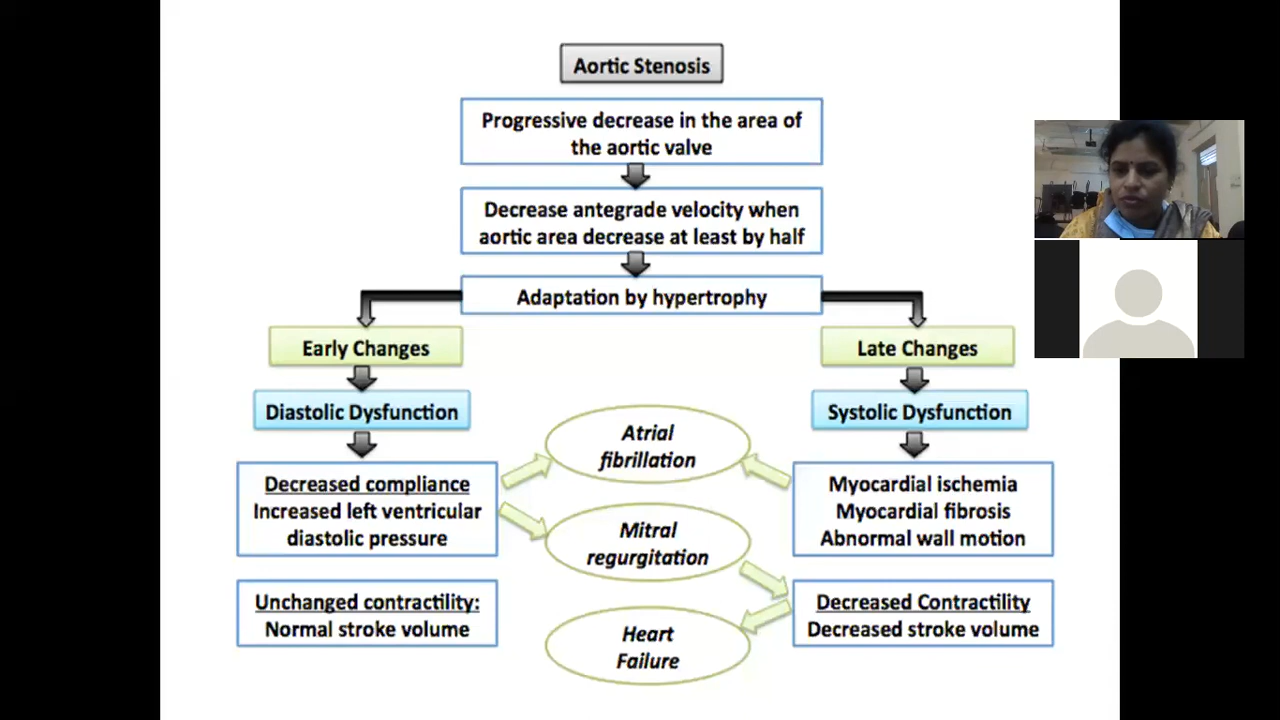 Aortic Stenosis
Progressive decrease in the area of
the aortic valve
Decrease antegrade velocity when
aortic area decrease at least by half
Adaptation by hypertrophy
Early Changes
Diastolic Dysfunction
Decreased compliance
Increased left ventricular
diastolic pressure
Unchanged contractility:
Normal stroke volume
Atrial
fibrillation
Mitral
regurgitation
Heart
Failure
Late Changes
Systolic Dysfunction
Myocardial ischemia
Myocardial fibrosis
Abnormal wall motion
Decreased Contractility
Decreased stroke volume